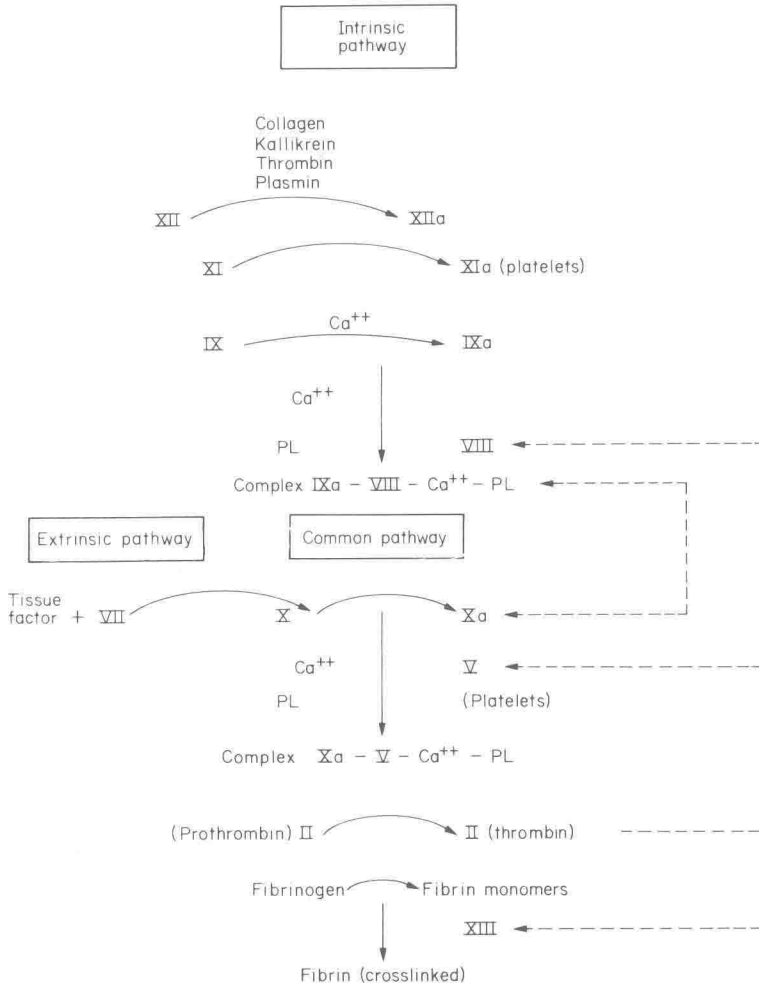 Intrinsic
pathway
Collagen
Kallikrein
Thrombin
Plasmin
XII XIIa
XI XIa (platelets)
Ca++
IX IXa
Ca++
PL VIII
Complex IXa – VIII – Ca++ – PL
Extrinsic pathway Common pathway
Tissue
factor + VII X Xa
Ca++ V
PL (Platelets)
Complex Xa – V – Ca++ – PL
(Prothrombin) II II (thrombin)
Fibrinogen Fibrin monomers
XIII
Fibrin (crosslinked)